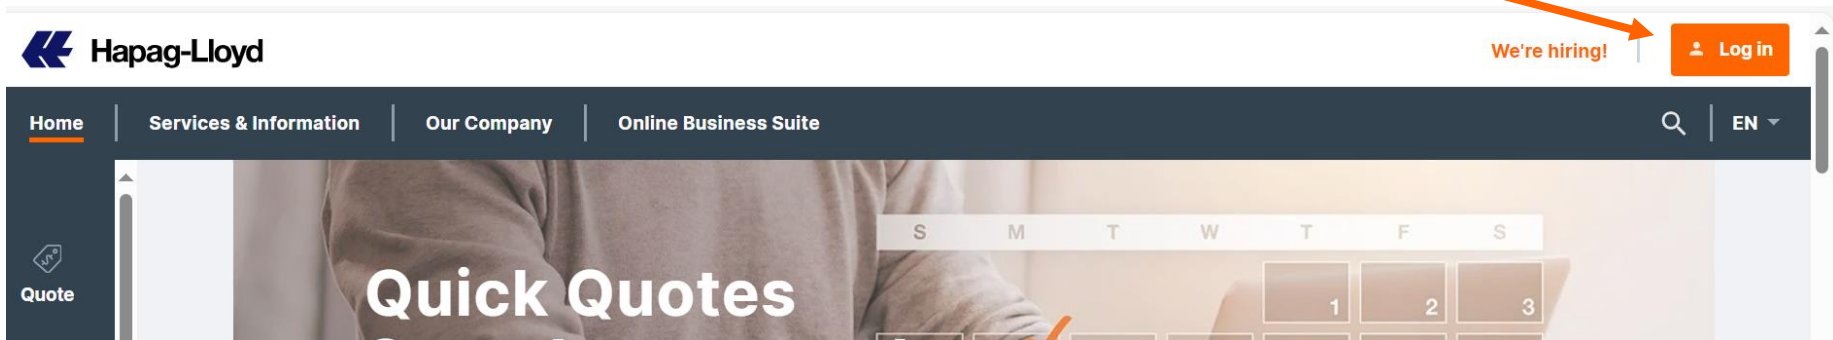 Hapag-Lloyd
We're hiring!
Log in
Home
Services & Information
Our Company
Online Business Suite
EN
S M T W T F S
Quote
Quick Quotes
1 2 3